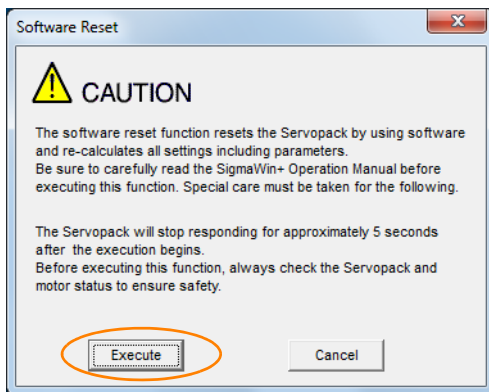 Software Reset
CAUTION
The software reset function resets the Servopack by using software
and re-calculates all settings including parameters.
Be sure to carefully read the SigmaWin+ Operation Manual before
executing this function. Special care must be taken for the following.
The Servopack will stop responding for approximately 5 seconds
after the execution begins.
Before executing this function, always check the Servopack and
motor status to ensure safety.
Execute
Cancel